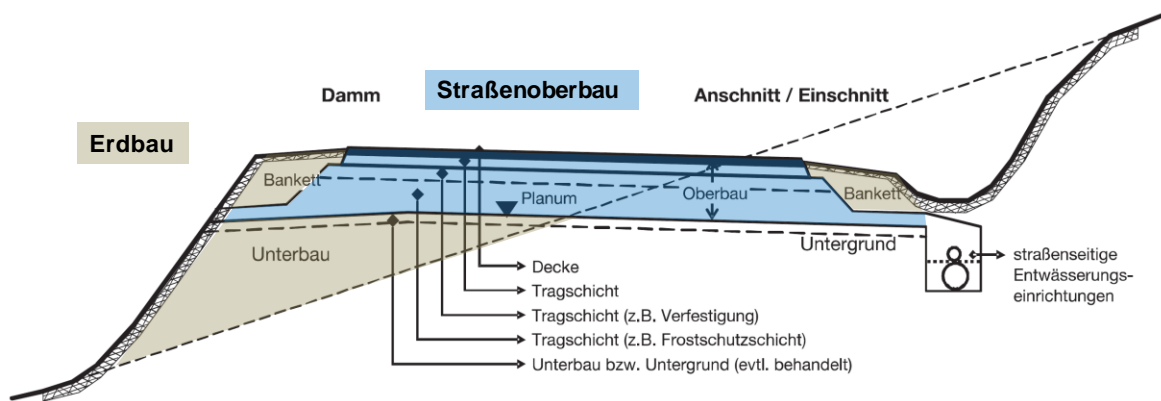 Damm
Straßenoberbau
Anschnitt / Einschnitt
Erdbau
Bankett
Planum
Oberbau
Bankett
Unterbau
Untergrund
straßenseitige
Entwässerungs-
einrichtungen
Decke
Tragschicht
Tragschicht (z.B. Verfestigung)
Tragschicht (z.B. Frostschutzschicht)
Unterbau bzw. Untergrund (evtl. behandelt)